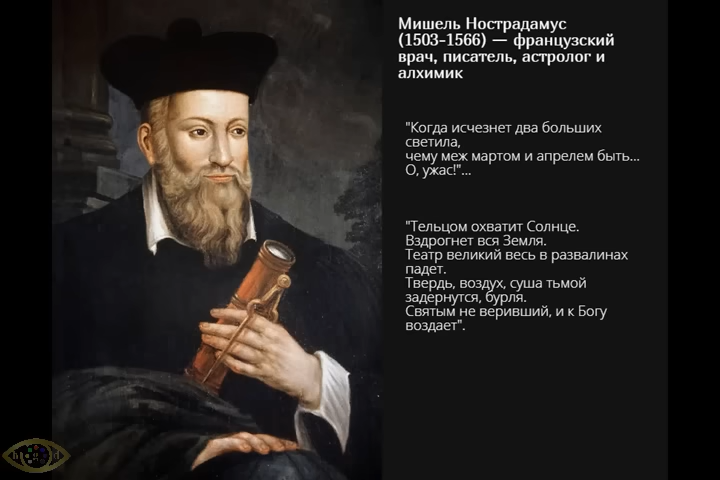 Мишель Нострадамус
(1503-1566) — французский
врач, писатель, астролог и
алхимик
"Когда исчезнет два больших
светила,
чему меж мартом и апрелем быть...
О, ужас!"...
"Тельцом охватит Солнце.
Вздрогнет вся Земля.
Театр великий весь в развалинах
падет.
Твердь, воздух, суша тьмой
задернутся, бурля.
Святым не веривший, и к Богу
воздает".